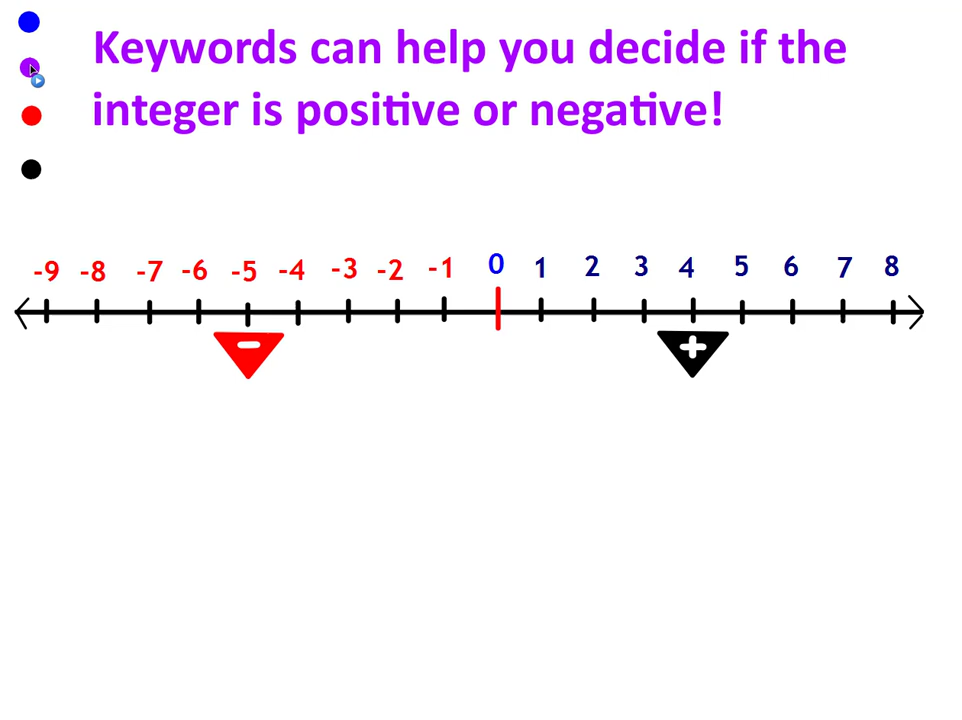 Keywords can help you decide if the
integer is positive or negative!
-9 -8 -7 -6 -5 -4 -3 -2 -1 0 1 2 3 4 5 6 7 8
- +